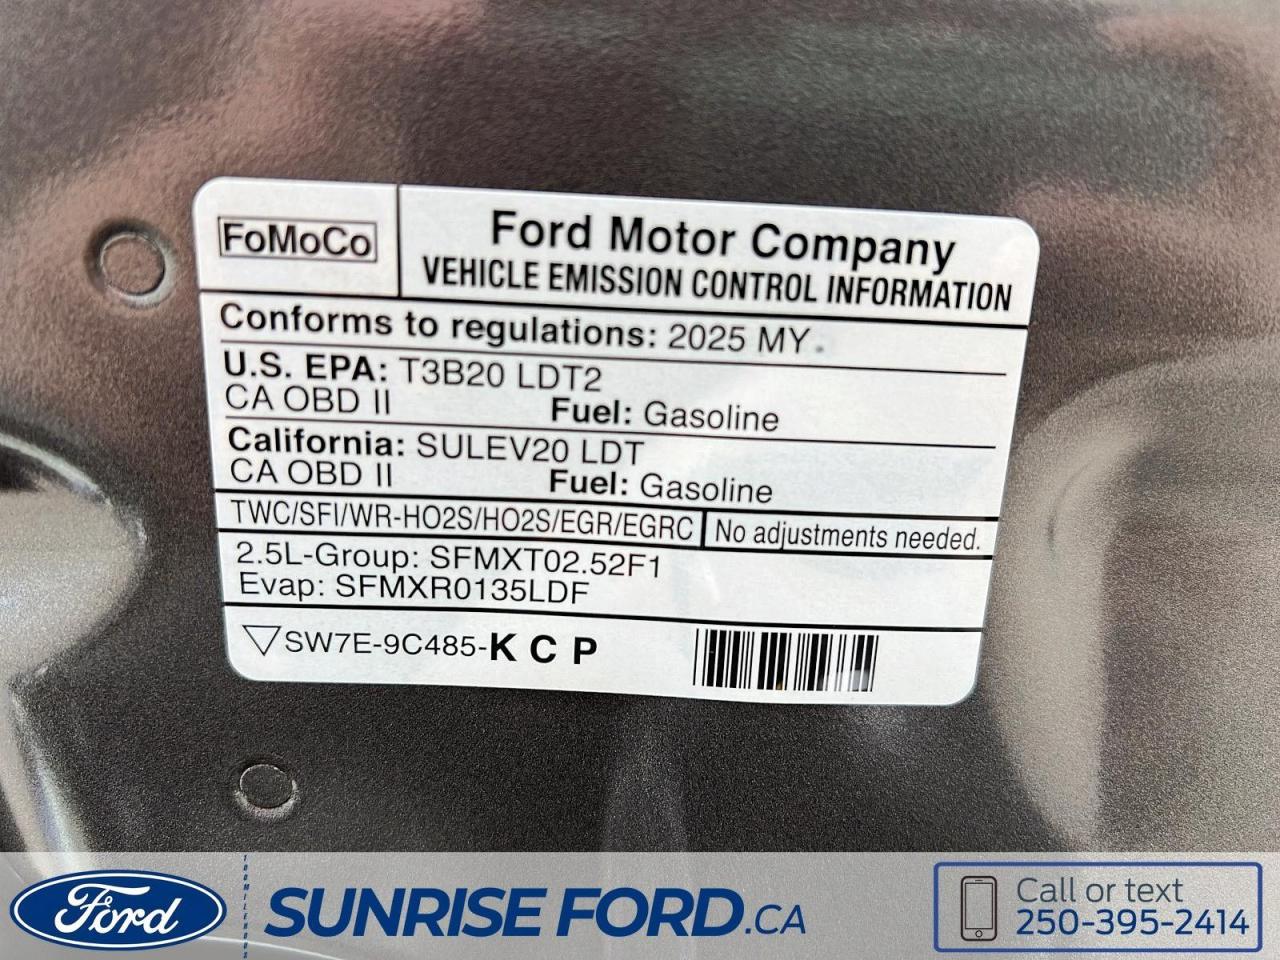 FoMoCo
Ford Motor Company
VEHICLE EMISSION CONTROL INFORMATION
Conforms to regulations: 2025 MY.
U.S. EPA: T3B20 LDT2
CA OBD II Fuel: Gasoline
California: SULEV20 LDT
CA OBD II Fuel: Gasoline
TWC/SFI/WR-HO2S/HO2S/EGR/EGRC No adjustments needed.
2.5L-Group: SFMXT02.52F1
Evap: SFMXR0135LDF
SW7E-9C485-K C P
Ford
SUNRISE FORD.CA
Call or text
250-395-2414